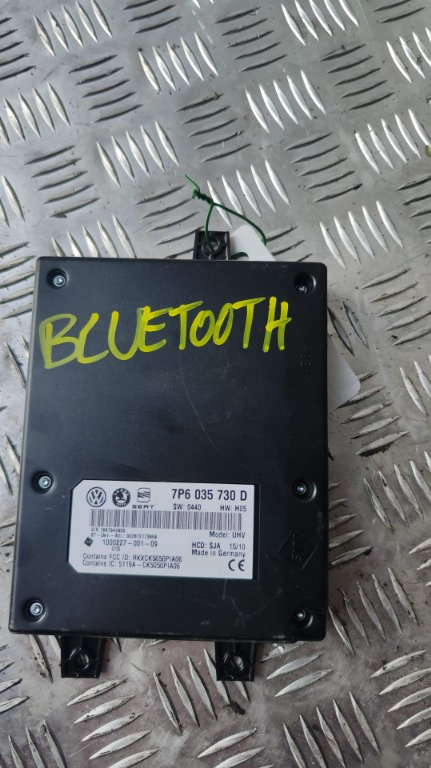 BLUETOOTH
7P6 035 730 D
SEAT
SW: 0440 HW: H05
Model: UHV
1000227-001-09 HCD: SJA 15/10
Made in Germany
Contains FCC ID: RKXCK5050PIA06
Contains IC: 5119A-CK5050PIA06
CE